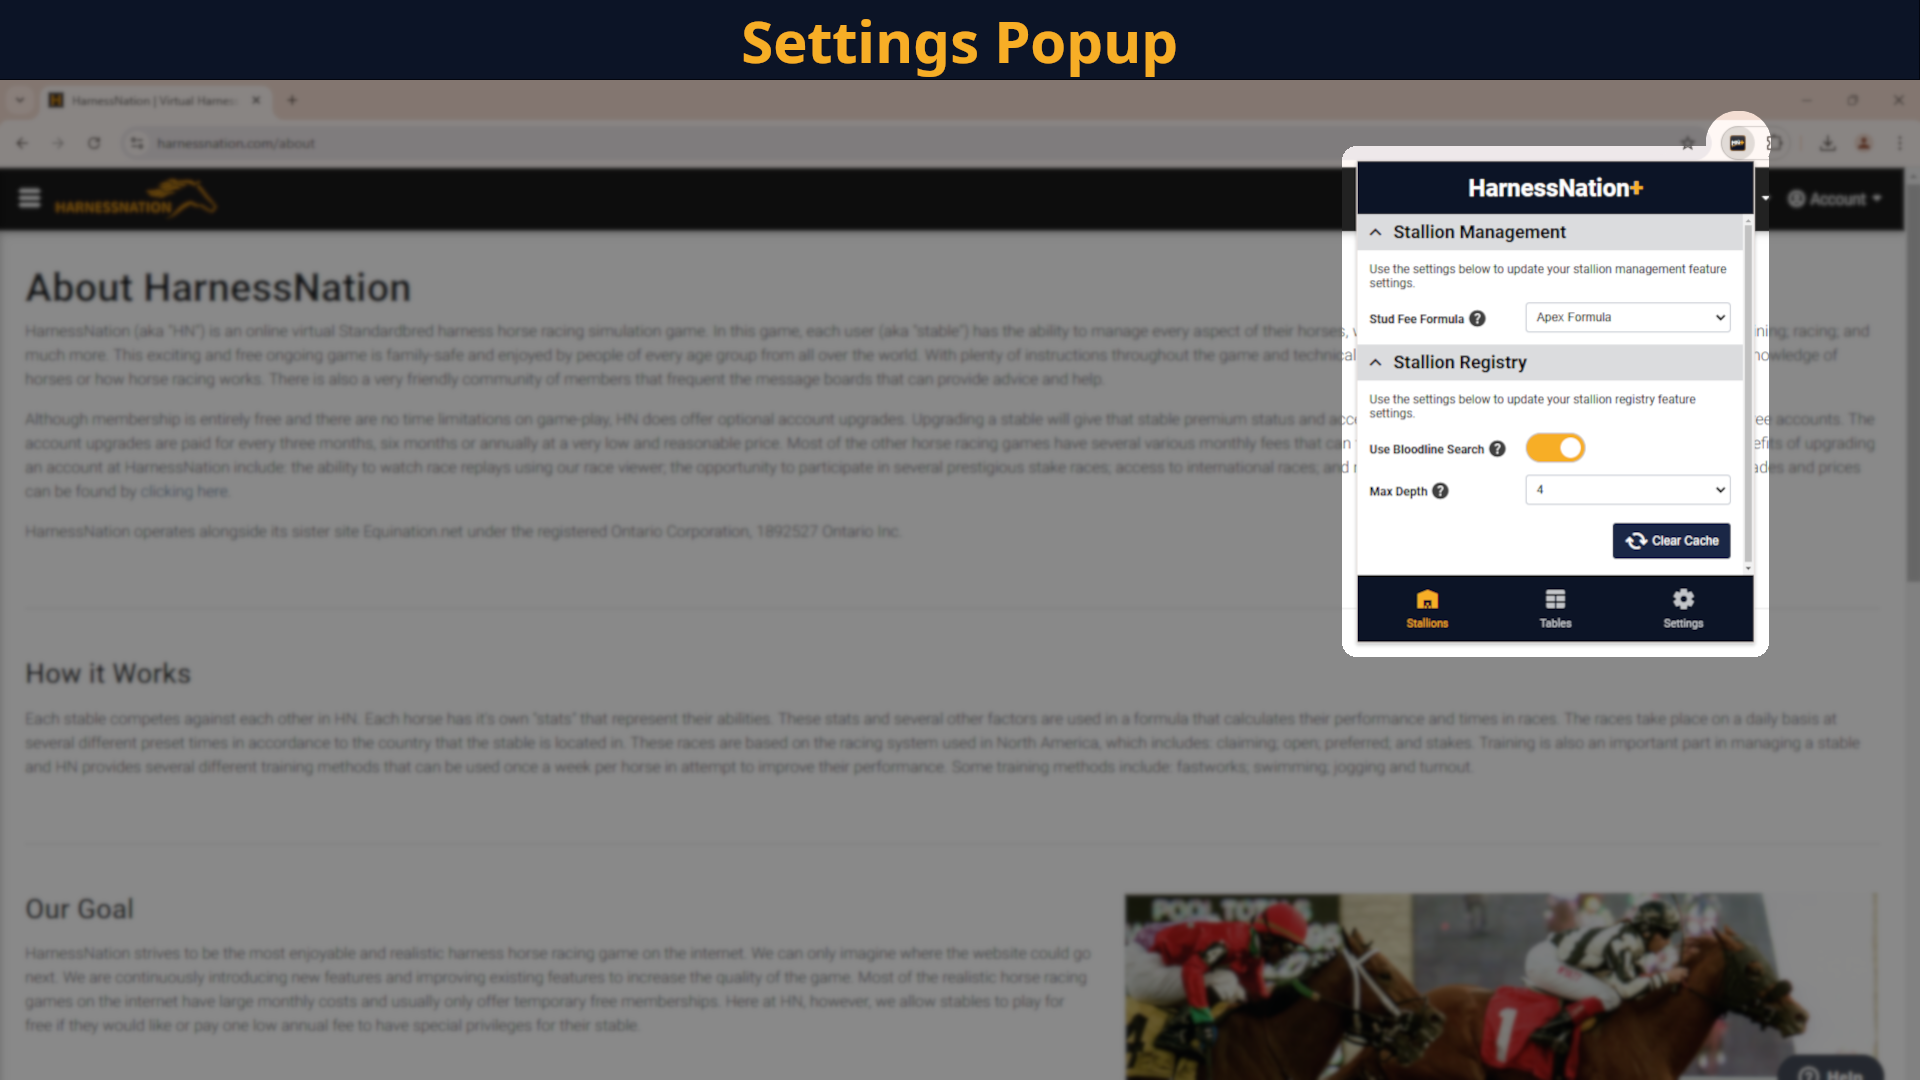 Settings Popup
HarnessNation | Virtual Harnes
harnessnation.com/about
HARNESSNATION
Account
HarnessNation+
Stallion Management
Use the settings below to update your stallion management feature
settings.
Stud Fee Formula
Apex Formula
Stallion Registry
Use the settings below to update your stallion registry feature
settings.
Use Bloodline Search
Max Depth
4
Clear Cache
Stallions
Tables
Settings
About HarnessNation
HarnessNation (aka "HN") is an online virtual Standardbred harness horse racing simulation game. In this game, each user (aka "stable") has the ability to manage every aspect of their horses, ining; racing; and
much more. This exciting and free ongoing game is family-safe and enjoyed by people of every age group from all over the world. With plenty of instructions throughout the game and technical nowledge of
horses or how horse racing works. There is also a very friendly community of members that frequent the message boards that can provide advice and help.
Although membership is entirely free and there are no time limitations on game-play, HN does offer optional account upgrades. Upgrading a stable will give that stable premium status and acce ee accounts. The
account upgrades are paid for every three months, six months or annually at a very low and reasonable price. Most of the other horse racing games have several various monthly fees that can efits of upgrading
an account at HarnessNation include: the ability to watch race replays using our race viewer; the opportunity to participate in several prestigious stake races; access to international races; and ades and prices
can be found by clicking here.
HarnessNation operates alongside its sister site Equination.net under the registered Ontario Corporation, 1892527 Ontario Inc.
How it Works
Each stable competes against each other in HN. Each horse has it's own "stats" that represent their abilities. These stats and several other factors are used in a formula that calculates their performance and times in races. The races take place on a daily basis at
several different preset times in accordance to the country that the stable is located in. These races are based on the racing system used in North America, which includes: claiming; open; preferred; and stakes. Training is also an important part in managing a stable
and HN provides several different training methods that can be used once a week per horse in attempt to improve their performance. Some training methods include: fastworks; swimming; jogging and turnout.
Our Goal
HarnessNation strives to be the most enjoyable and realistic harness horse racing game on the internet. We can only imagine where the website could go
next. We are continuously introducing new features and improving existing features to increase the quality of the game. Most of the realistic horse racing
games on the internet have large monthly costs and usually only offer temporary free memberships. Here at HN, however, we allow stables to play for
free if they would like or pay one low annual fee to have special privileges for their stable.
POOL TOTALS
4
1
Help